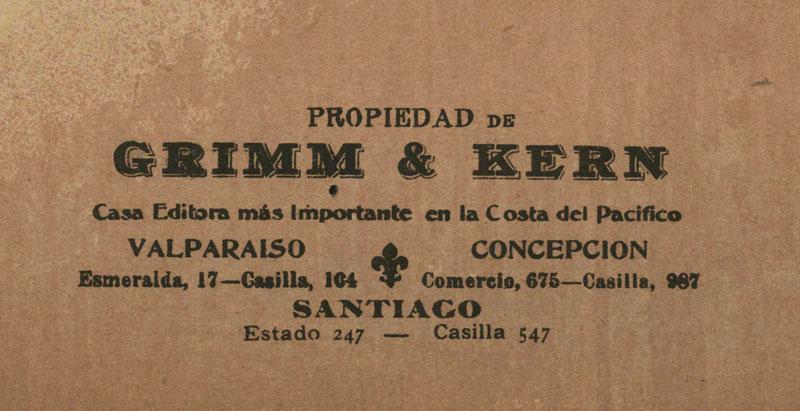 PROPIEDAD DE
GRIMM & KERN
Casa Editora más Importante en la Costa del Pacifico
VALPARAISO
Esmeralda, 17—Casilla, 104
CONCEPCION
Comercio, 675—Casilla, 987
SANTIAGO
Estado 247 — Casilla 547